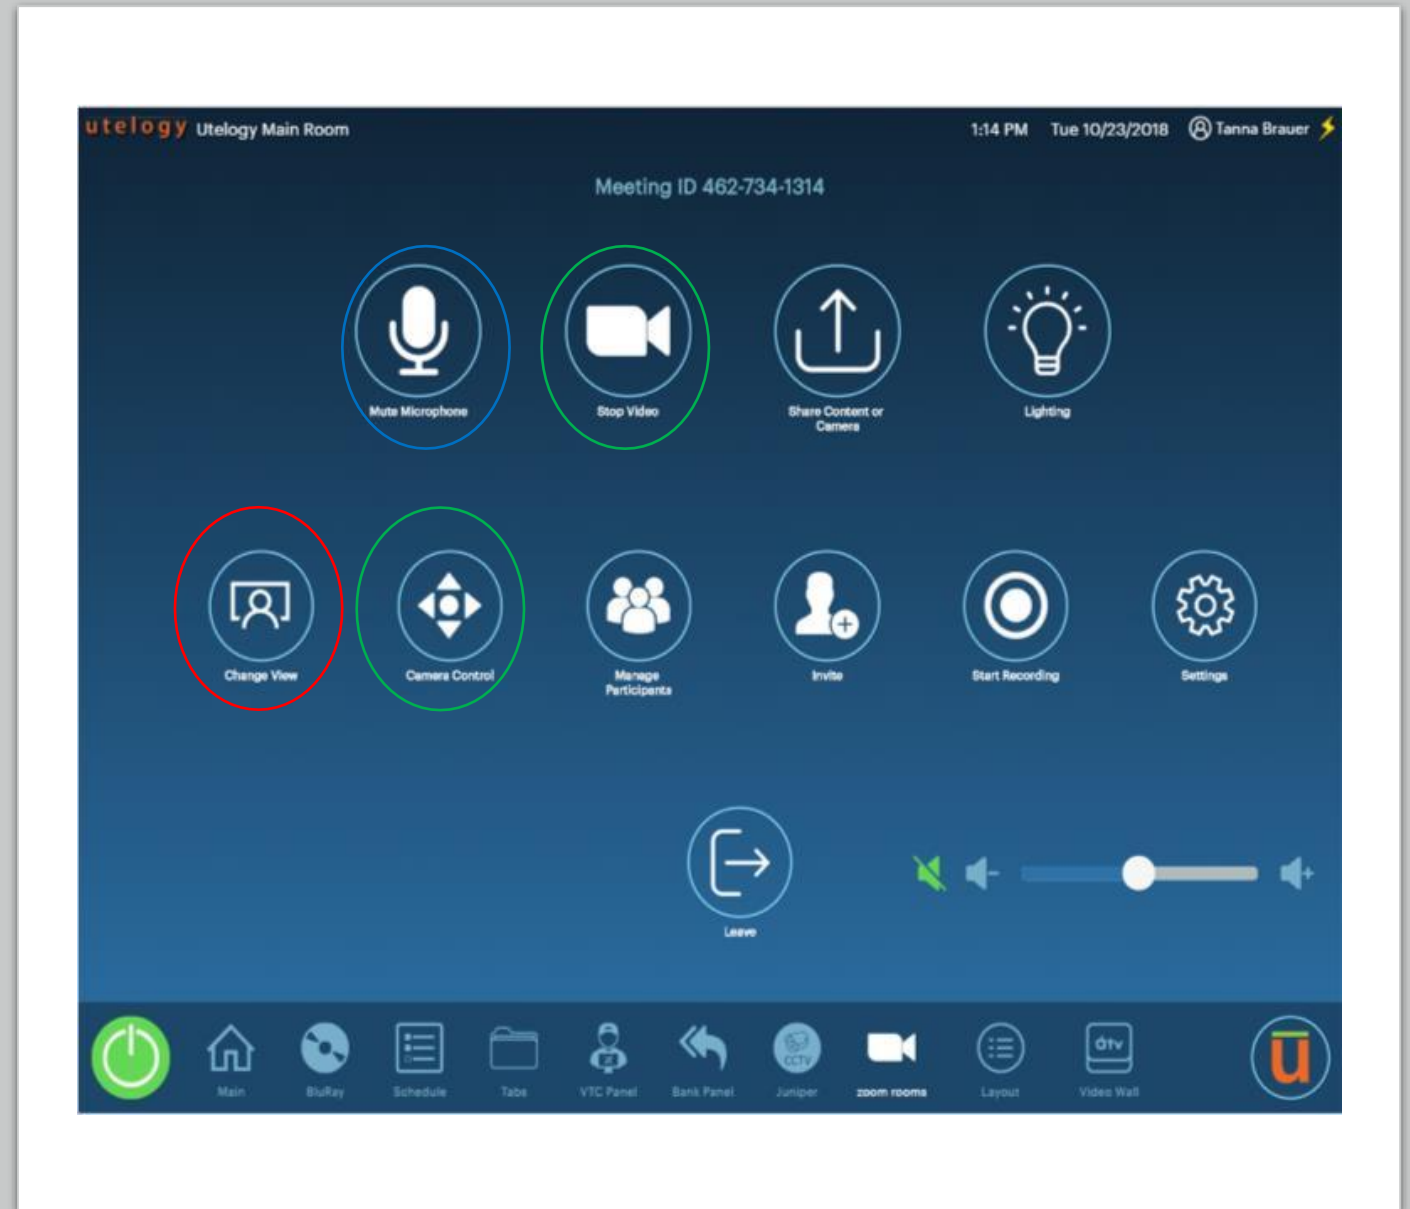 utelogy Utelogy Main Room 1:14 PM Tue 10/23/2018 Tanna Brauer
Meeting ID 462-734-1314
Mute Microphone Stop Video Share Content or Lighting
Camera
Change View Camera Control Manage Invite Start Recording Settings
Participants
Leave
CCTV átv ū
Main BluRay Schedule Tabs VTC Panel Bank Panel Juniper zoom rooms Layout Video Wall